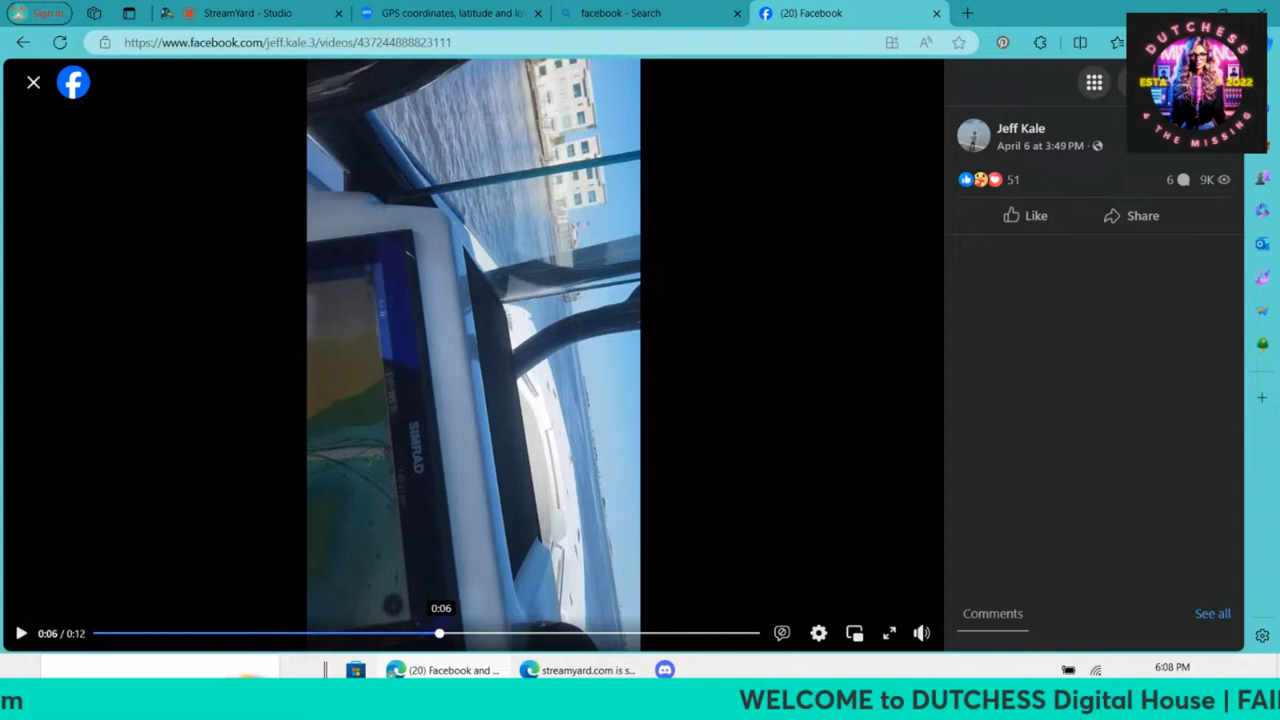 Sign in
StreamYard - Studio
GPS coordinates, latitude and lo
facebook - Search
(20) Facebook
https://www.facebook.com/jeff.kale.3/videos/437244888823111
DUTCHESS
ESTA 2022
4 THE MISSING
Jeff Kale
April 6 at 3:49 PM
51
6
9K
Like
Share
SIMRAD
0:06
0:06 / 0:12
Comments
See all
(20) Facebook and ...
streamyard.com is s...
6:08 PM
m
WELCOME to DUTCHESS Digital House | FAI